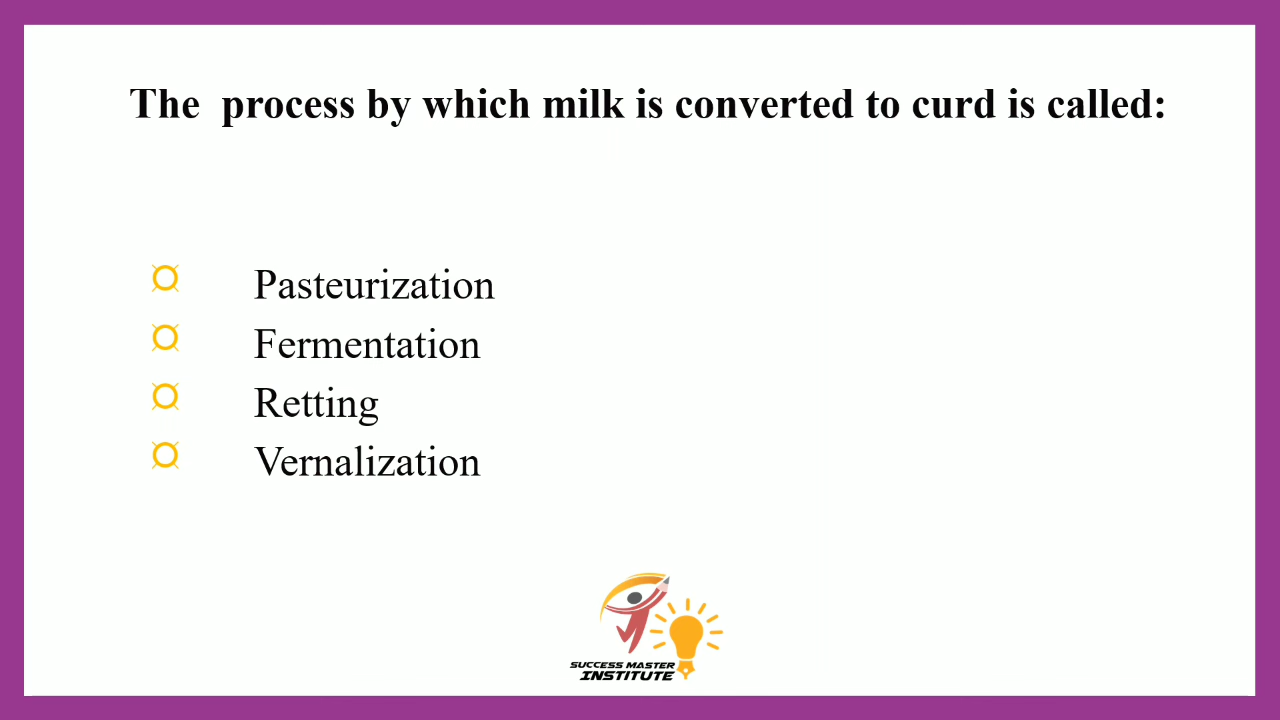 The process by which milk is converted to curd is called:
¤ Pasteurization
¤ Fermentation
¤ Retting
¤ Vernalization
SUCCESS MASTER
INSTITUTE